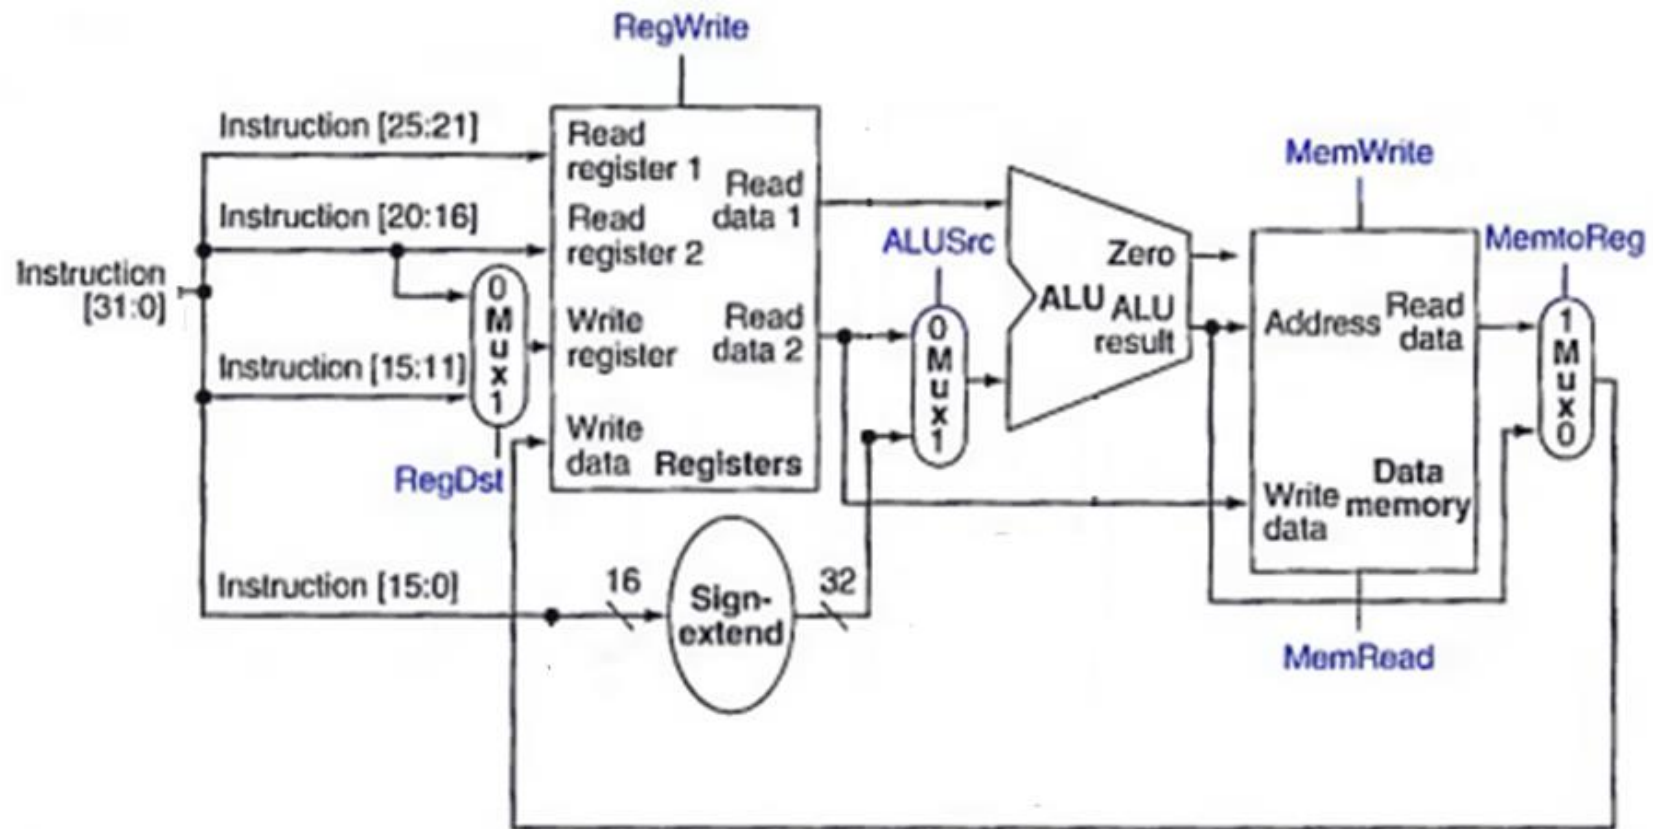 RegWrite
Instruction [25:21]
Read
register 1
Read
data 1
Instruction [20:16]
Read
register 2
Instruction
[31:0]
0
M
u
x
1
Write
register
Read
data 2
Instruction [15:11]
Write
data
Registers
RegDst
Instruction [15:0]
16
Sign-
extend
32
ALUSrc
0
M
u
x
1
Zero
ALU
ALU
result
MemWrite
Address
Read
data
Write
data
Data
memory
MemRead
MemtoReg
1
M
u
x
0